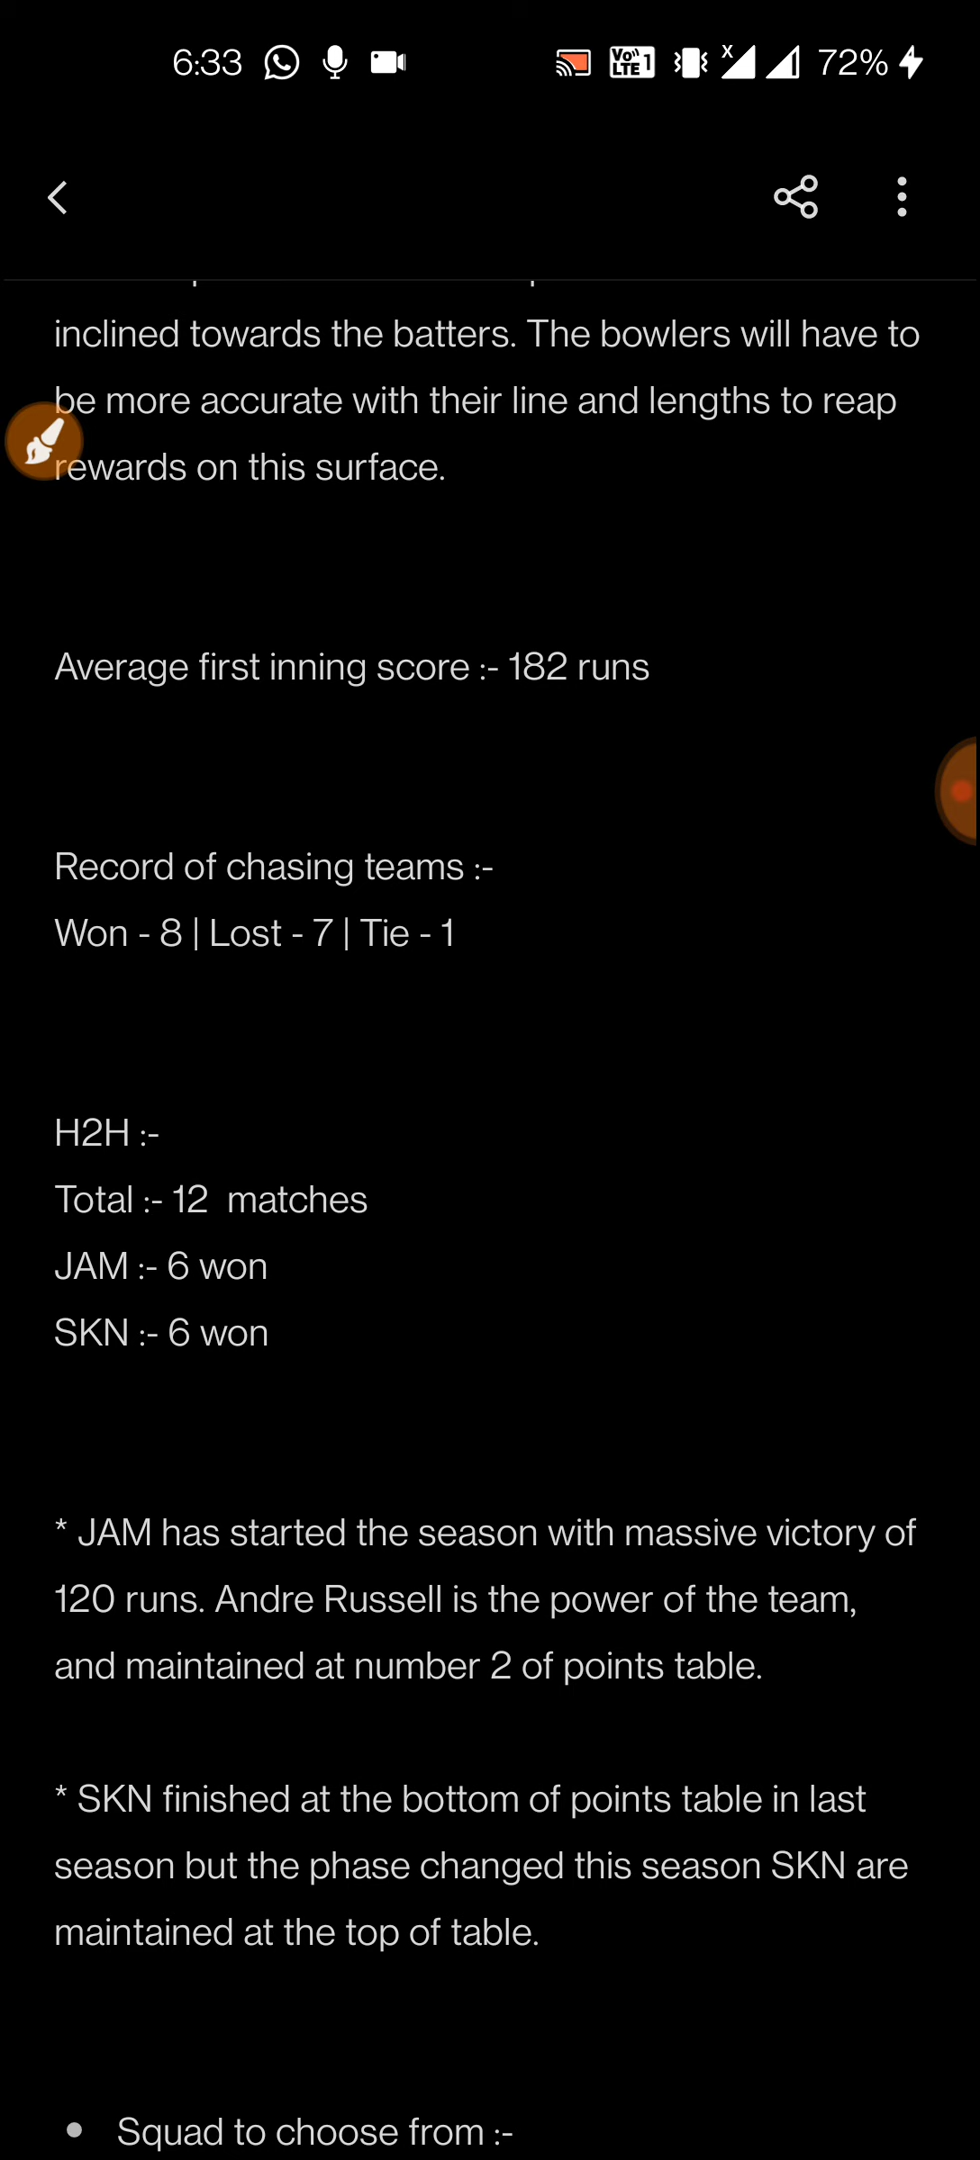 6:33
Vo)) LTE 1
X
72%
inclined towards the batters. The bowlers will have to
be more accurate with their line and lengths to reap
rewards on this surface.
Average first inning score :- 182 runs
Record of chasing teams :-
Won - 8 | Lost - 7 | Tie - 1
H2H :-
Total :- 12 matches
JAM :- 6 won
SKN :- 6 won
* JAM has started the season with massive victory of
120 runs. Andre Russell is the power of the team,
and maintained at number 2 of points table.
* SKN finished at the bottom of points table in last
season but the phase changed this season SKN are
maintained at the top of table.
• Squad to choose from :-